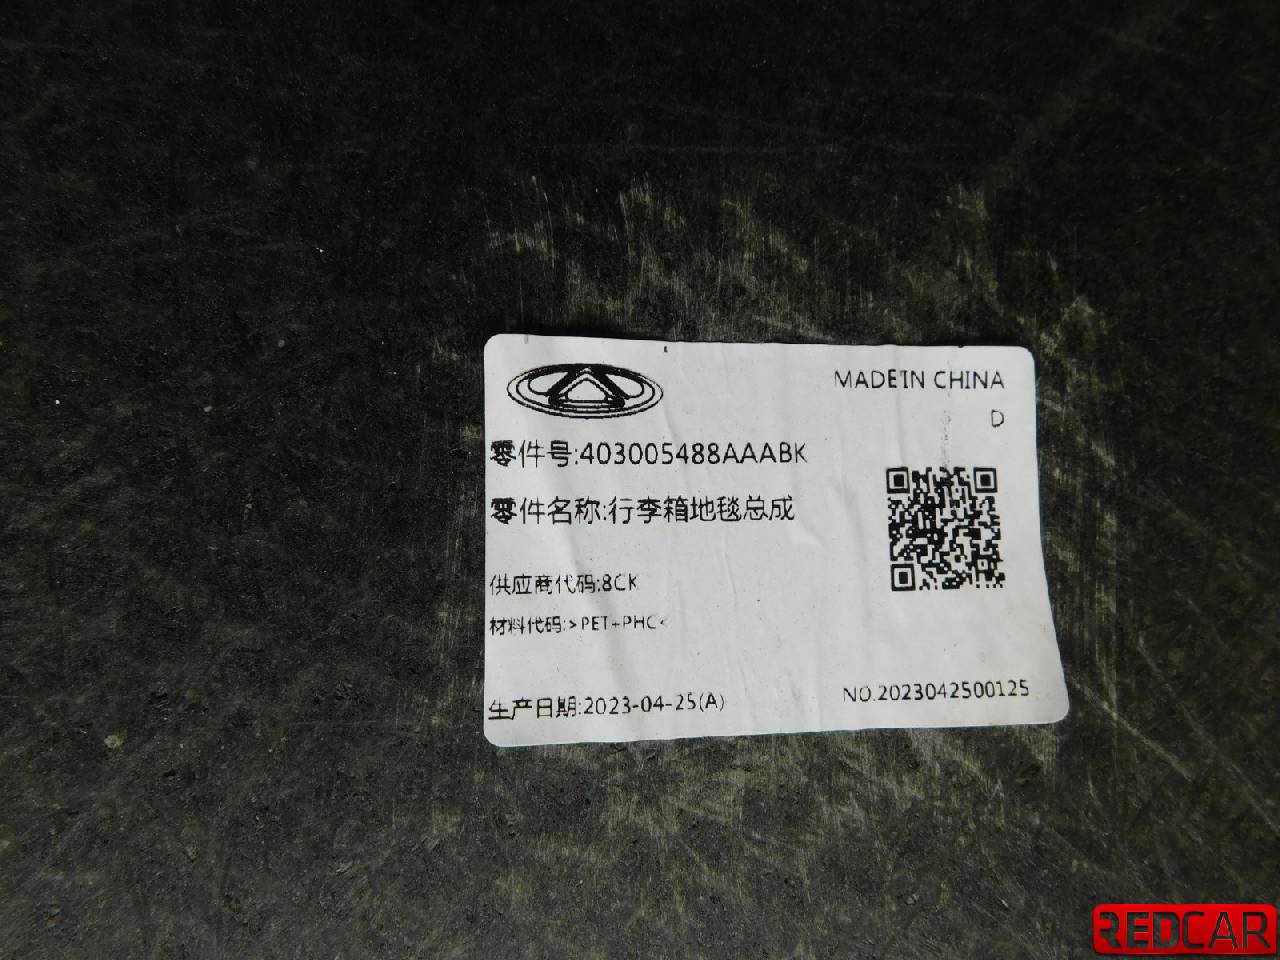 MADE IN CHINA
D
零件号:403005488AAABK
零件名称:行李箱地毯总成
供应商代码:8CK
材料代码:>PET+PHC<
生产日期:2023-04-25(A)
NO.2023042500125
REDCAR